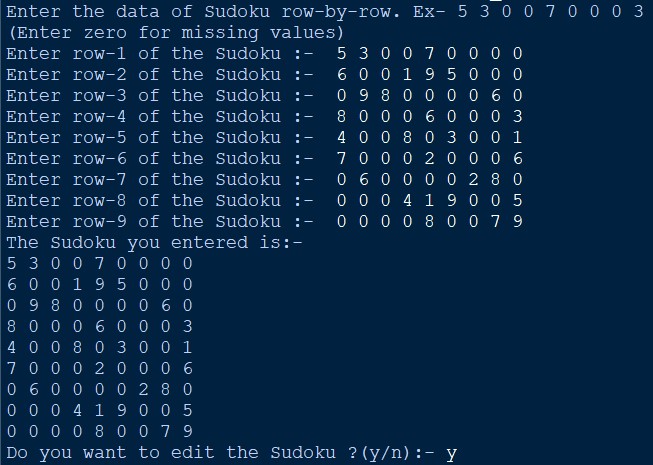 Enter the data of Sudoku row-by-row. Ex- 5 3 0 0 7 0 0 0 3
(Enter zero for missing values)
Enter row-1 of the Sudoku :-  5 3 0 0 7 0 0 0 0
Enter row-2 of the Sudoku :-  6 0 0 1 9 5 0 0 0
Enter row-3 of the Sudoku :-  0 9 8 0 0 0 0 6 0
Enter row-4 of the Sudoku :-  8 0 0 0 6 0 0 0 3
Enter row-5 of the Sudoku :-  4 0 0 8 0 3 0 0 1
Enter row-6 of the Sudoku :-  7 0 0 0 2 0 0 0 6
Enter row-7 of the Sudoku :-  0 6 0 0 0 0 2 8 0
Enter row-8 of the Sudoku :-  0 0 0 4 1 9 0 0 5
Enter row-9 of the Sudoku :-  0 0 0 0 8 0 0 7 9
The Sudoku you entered is:-
5 3 0 0 7 0 0 0 0
6 0 0 1 9 5 0 0 0
0 9 8 0 0 0 0 6 0
8 0 0 0 6 0 0 0 3
4 0 0 8 0 3 0 0 1
7 0 0 0 2 0 0 0 6
0 6 0 0 0 0 2 8 0
0 0 0 4 1 9 0 0 5
0 0 0 0 8 0 0 7 9
Do you want to edit the Sudoku ?(y/n):- y